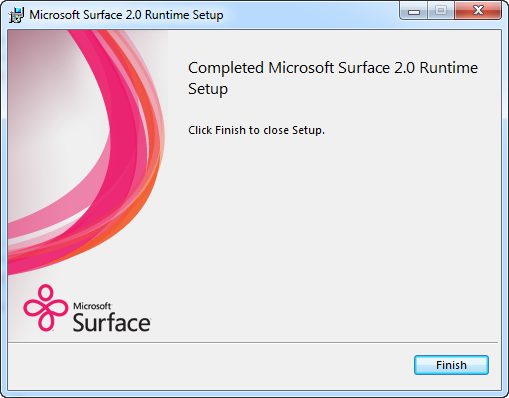 Microsoft Surface 2.0 Runtime Setup
Completed Microsoft Surface 2.0 Runtime
Setup
Click Finish to close Setup.
Microsoft
Surface
Finish